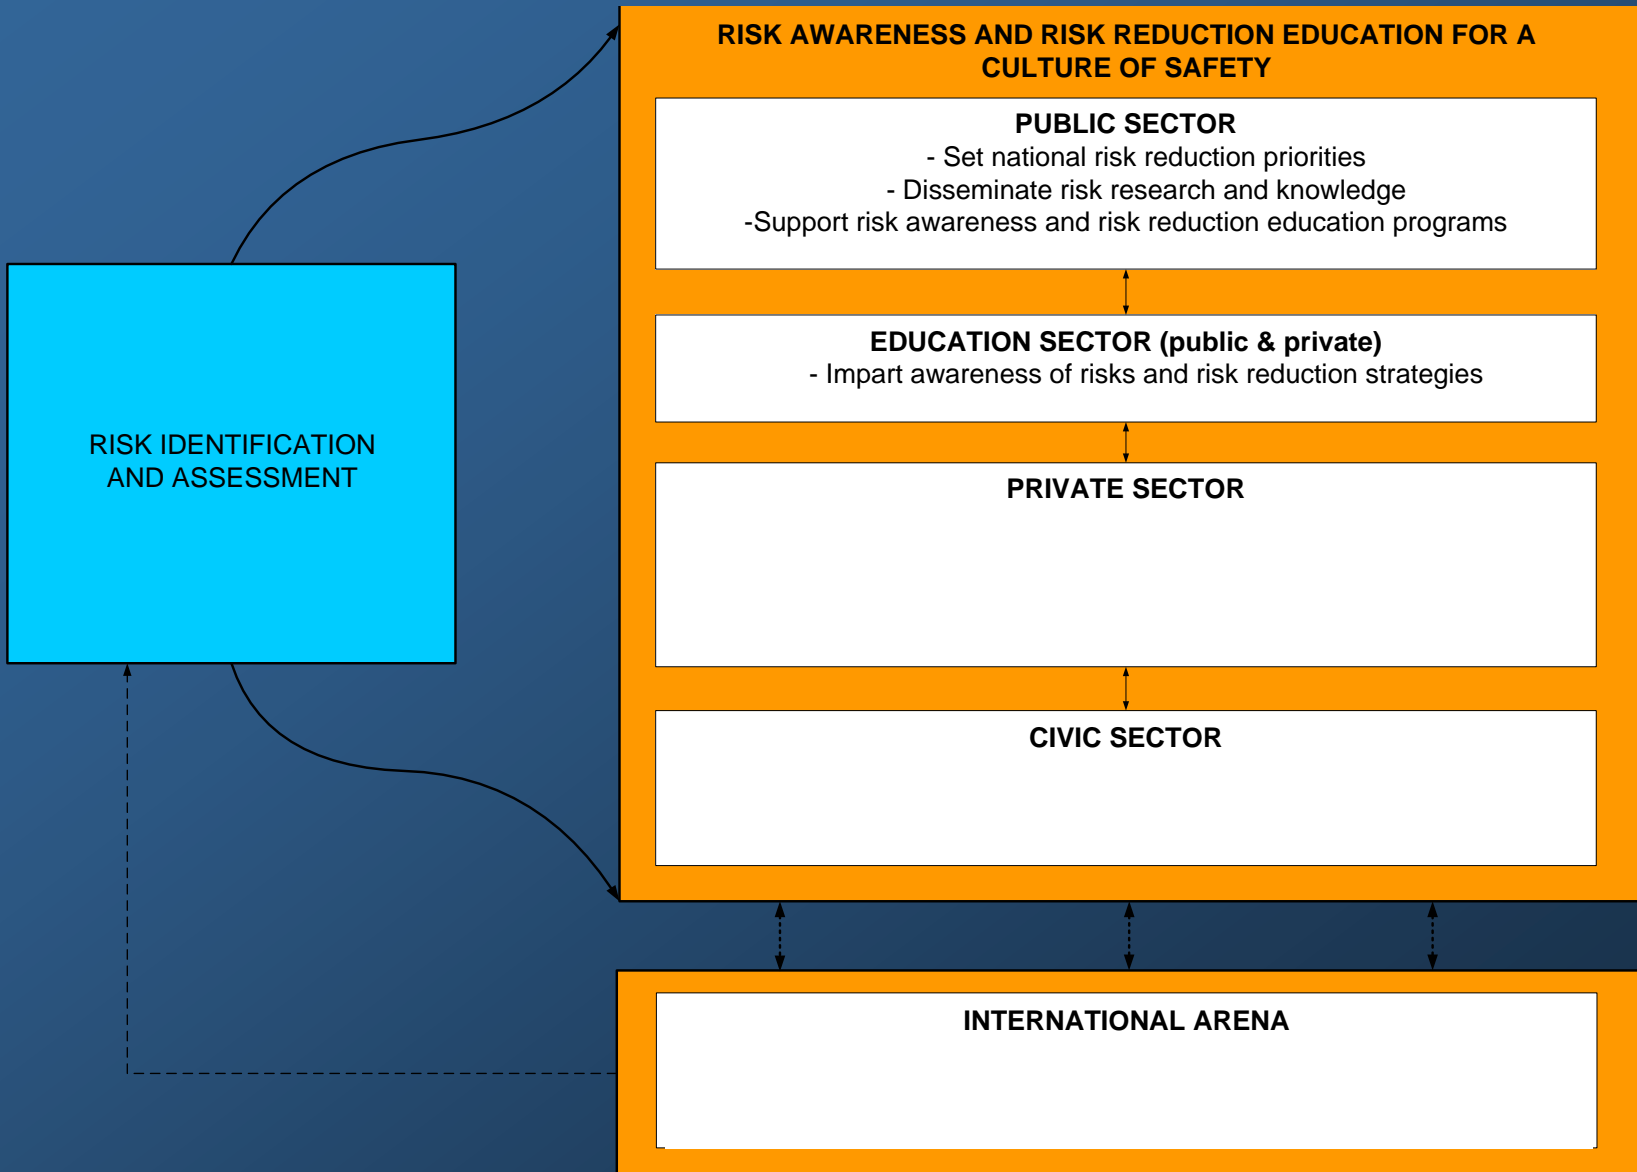 RISK AWARENESS AND RISK REDUCTION EDUCATION FOR A
CULTURE OF SAFETY
PUBLIC SECTOR
- Set national risk reduction priorities
- Disseminate risk research and knowledge
-Support risk awareness and risk reduction education programs
EDUCATION SECTOR (public & private)
- Impart awareness of risks and risk reduction strategies
RISK IDENTIFICATION
AND ASSESSMENT
PRIVATE SECTOR
CIVIC SECTOR
INTERNATIONAL ARENA